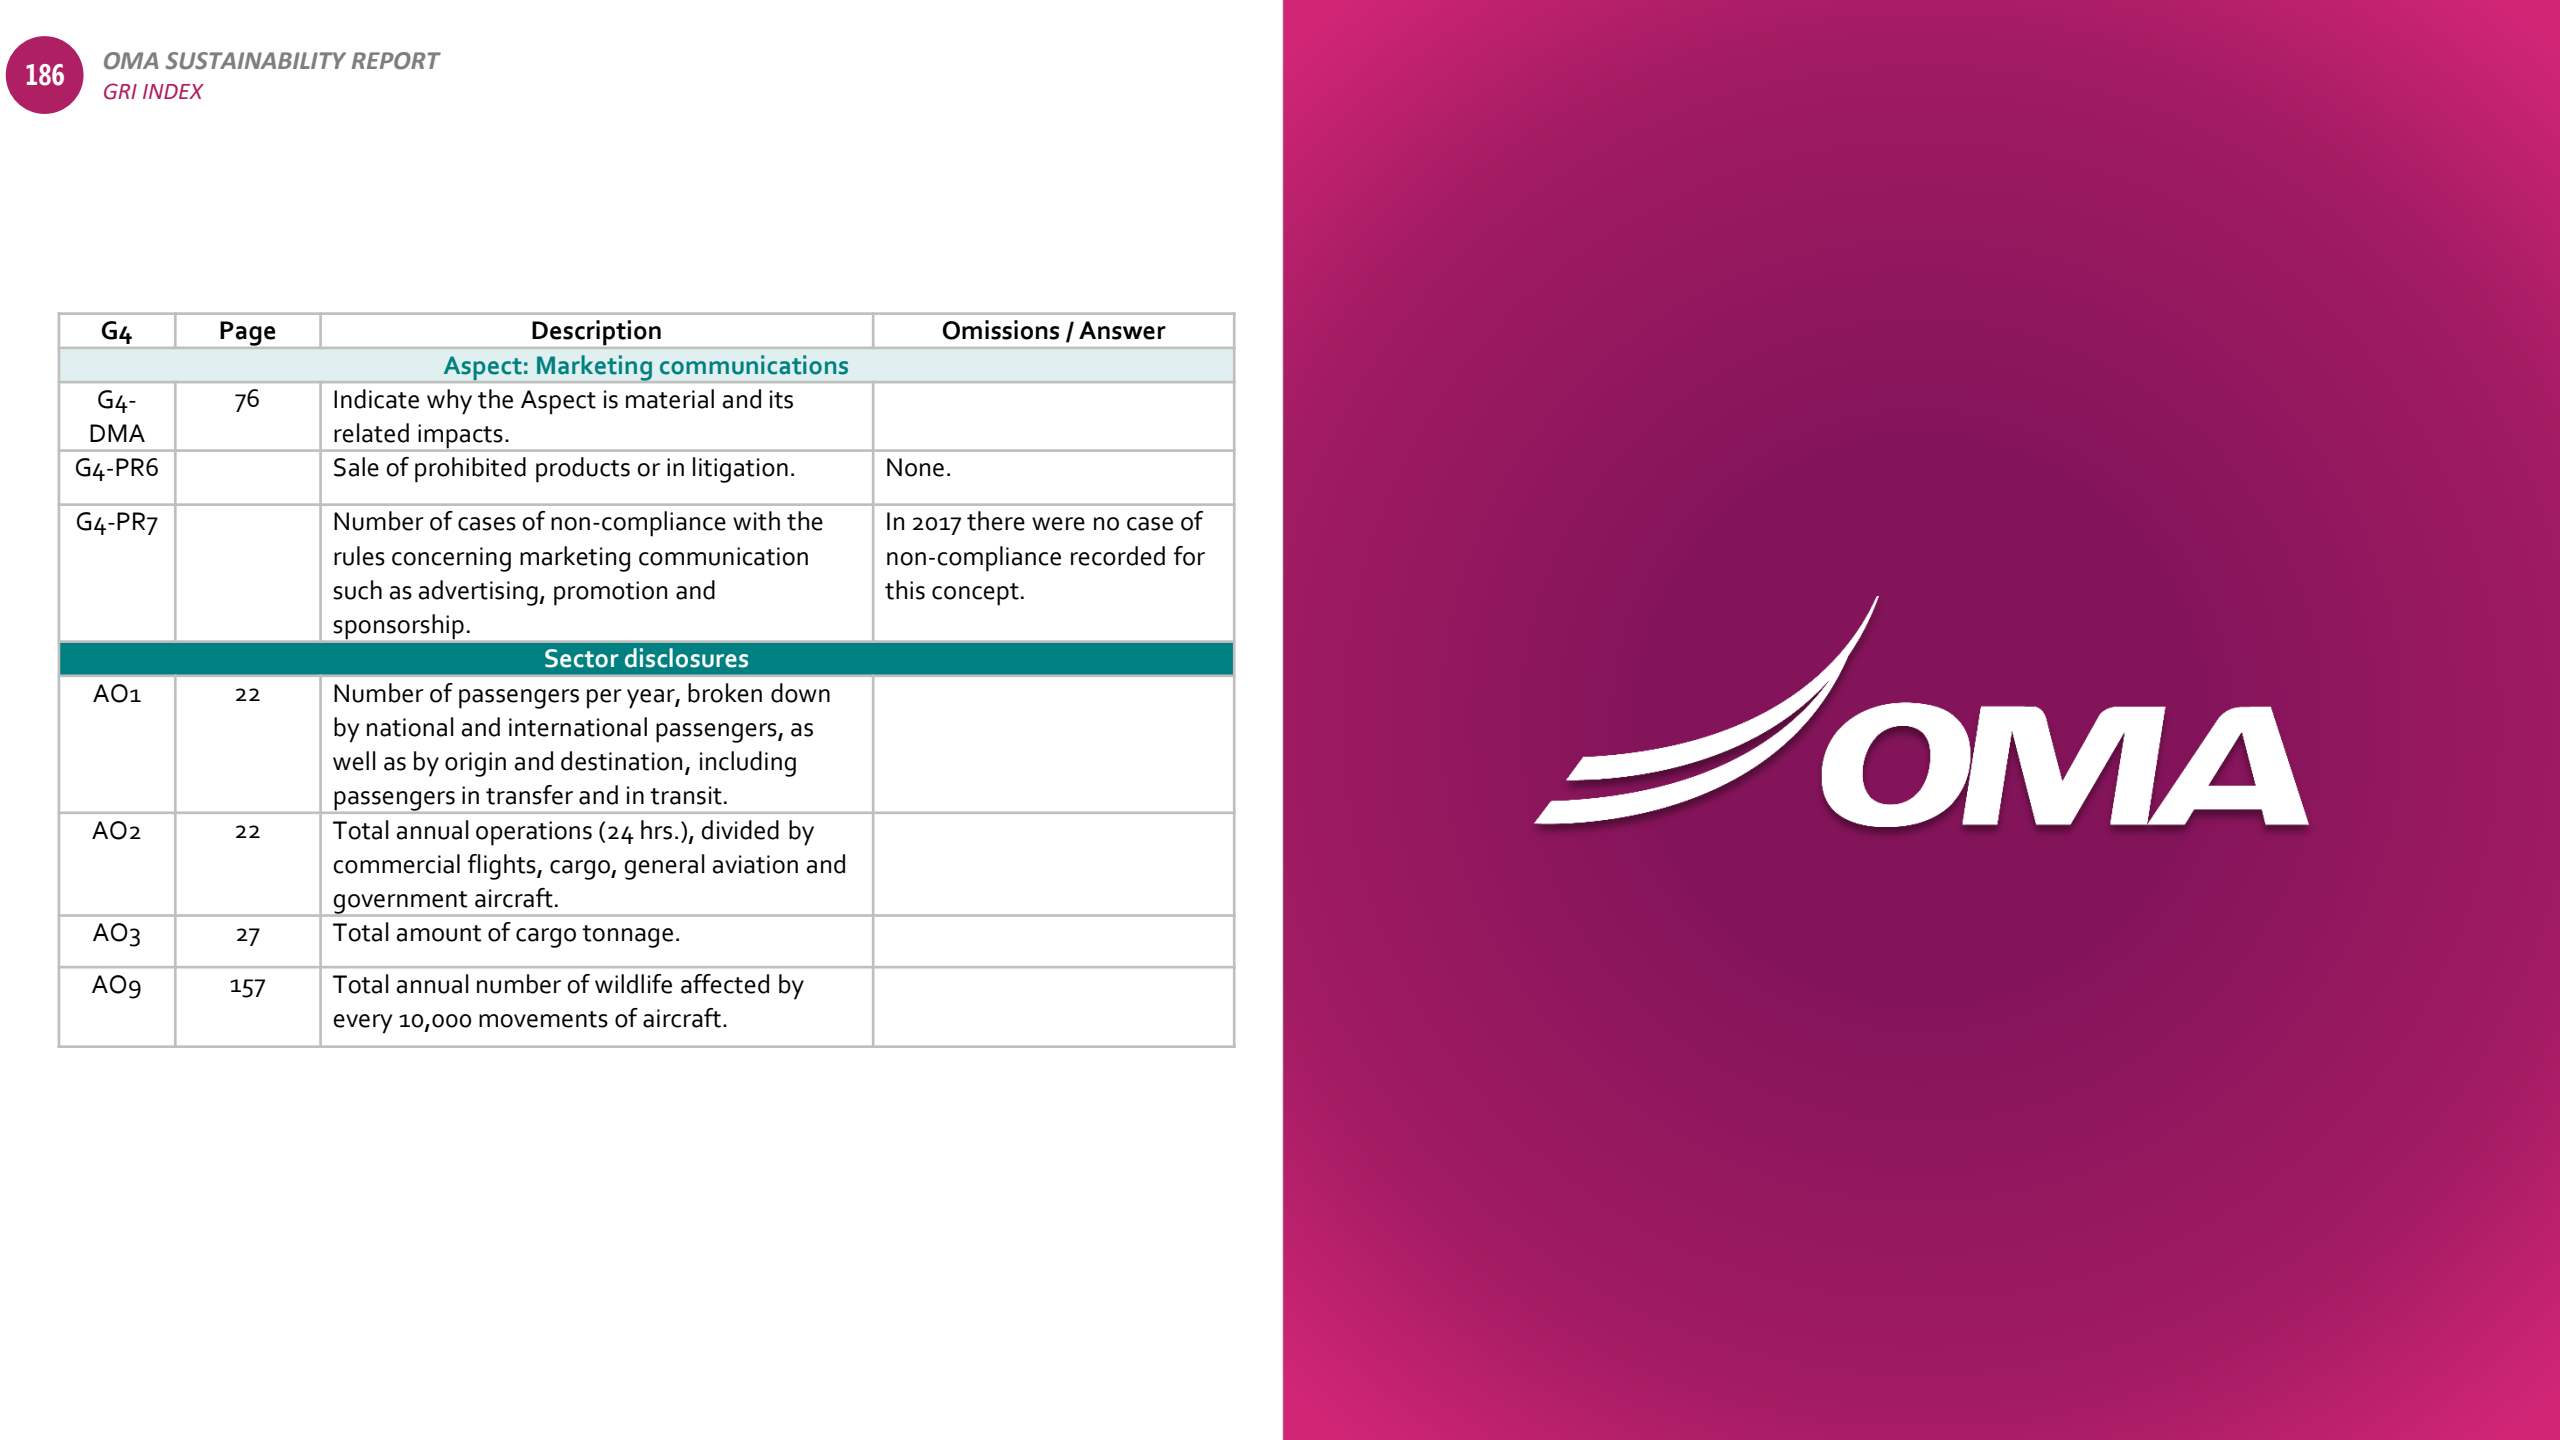 186
OMA SUSTAINABILITY REPORT
GRI INDEX
G4 Page Description Omissions / Answer
Aspect: Marketing communications
G4-
DMA
76
Indicate why the Aspect is material and its
related impacts.
G4-PR6
Sale of prohibited products or in litigation.
None.
G4-PR7
Number of cases of non-compliance with the
rules concerning marketing communication
such as advertising, promotion and
sponsorship.
In 2017 there were no case of
non-compliance recorded for
this concept.
Sector disclosures
AO1
22
Number of passengers per year, broken down
by national and international passengers, as
well as by origin and destination, including
passengers in transfer and in transit.
AO2
22
Total annual operations (24 hrs.), divided by
commercial flights, cargo, general aviation and
government aircraft.
AO3
27
Total amount of cargo tonnage.
AO9
157
Total annual number of wildlife affected by
every 10,000 movements of aircraft.
OMA